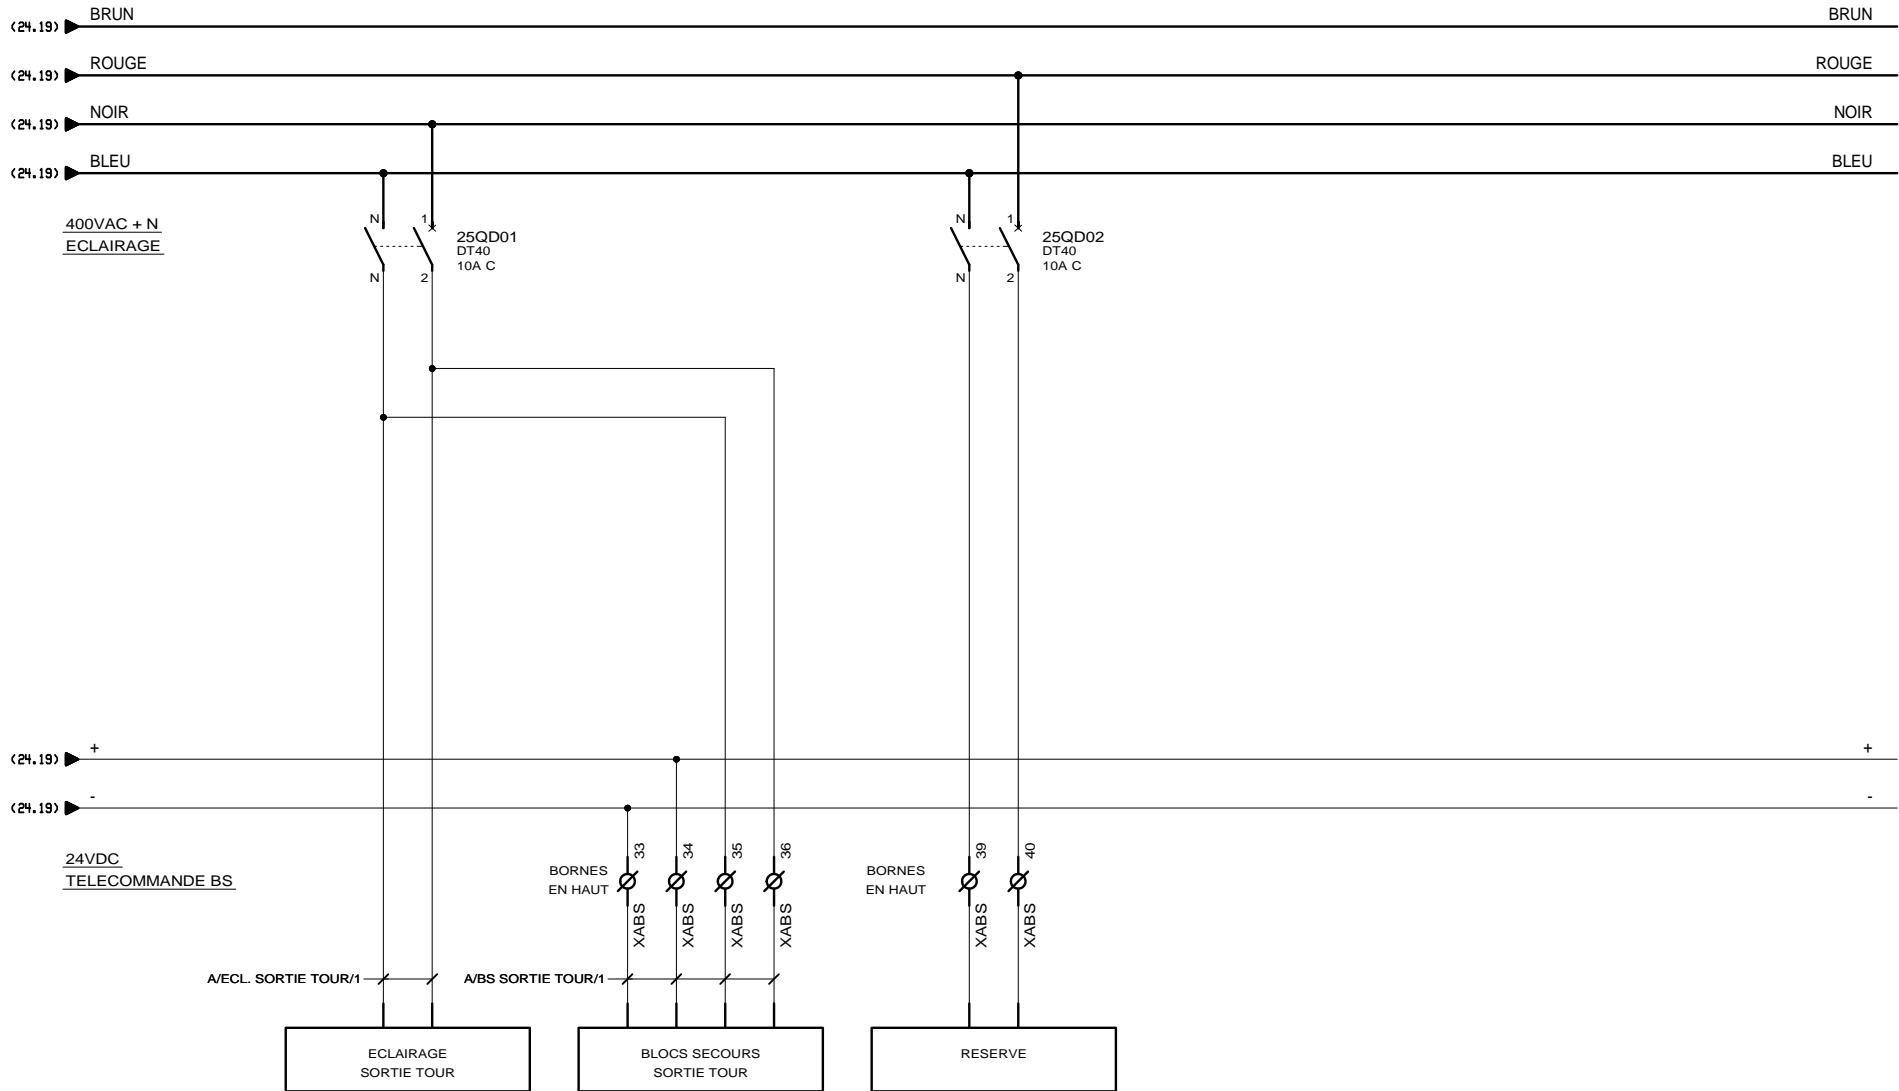 BRUN
BRUN
(24.19)
ROUGE
ROUGE
(24.19)
NOIR
NOIR
(24.19)
BLEU
BLEU
(24.19)
400VAC + N
ECLAIRAGE
N
1
25QD01
DT40
10A C
N
2
N
1
25QD02
DT40
10A C
N
2
+
+
(24.19)
-
-
(24.19)
24VDC
TELECOMMANDE BS
BORNES
EN HAUT
33
34
35
36
XABS
XABS
XABS
XABS
BORNES
EN HAUT
39
40
XABS
XABS
A/ECL. SORTIE TOUR/1
A/BS SORTIE TOUR/1
ECLAIRAGE
SORTIE TOUR
BLOCS SECOURS
SORTIE TOUR
RESERVE